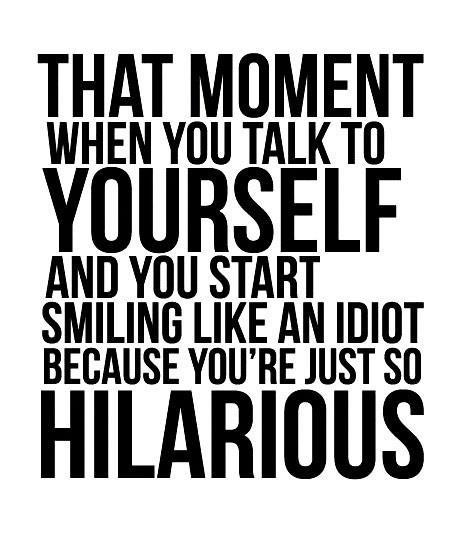 THAT MOMENT
WHEN YOU TALK TO
YOURSELF
AND YOU START
SMILING LIKE AN IDIOT
BECAUSE YOU’RE JUST SO
HILARIOUS